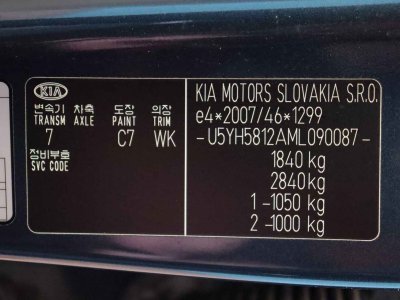 KIA
변속기 차축 도장 의장
TRANSM AXLE PAINT TRIM
7 C7 WK
정비부호
SVC CODE
KIA MOTORS SLOVAKIA S.R.O.
e4*2007/46*1299
-U5YH5812AML090087-
1840 kg
2840 kg
1 -1050 kg
2 -1000 kg